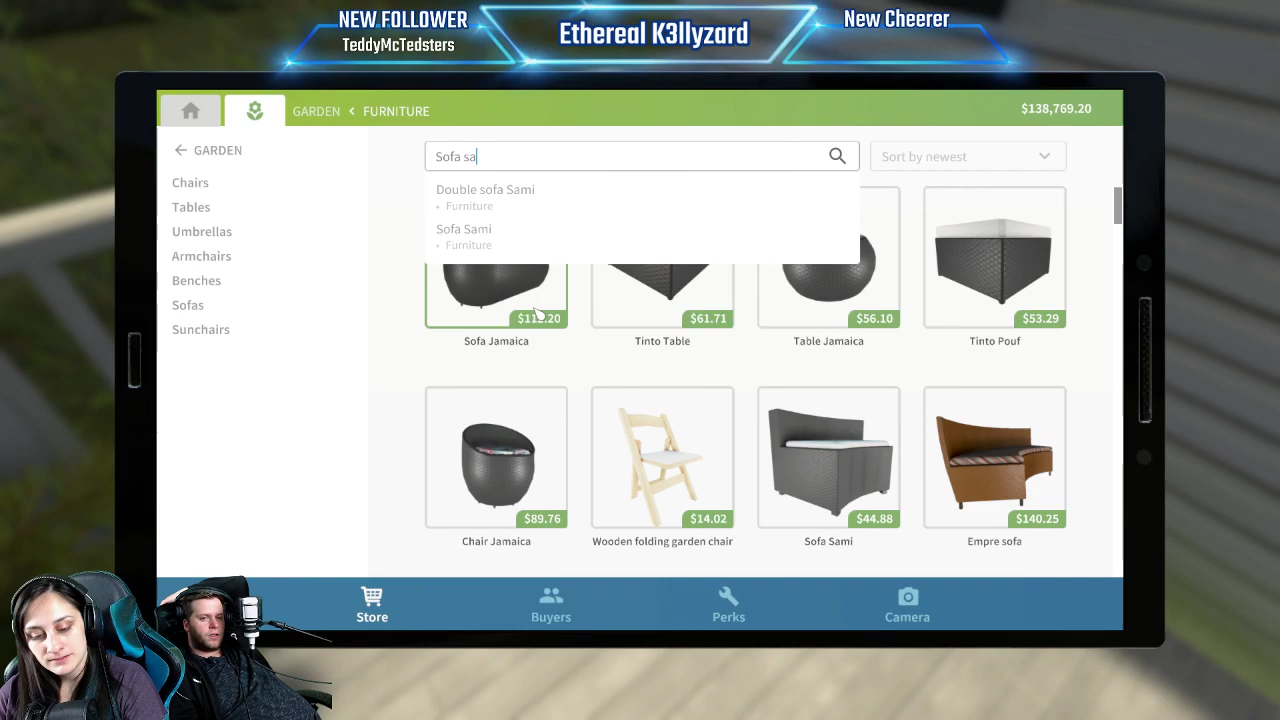 NEW FOLLOWER
TeddyMcTedsters
Ethereal K3llyzard
New Cheerer
GARDEN < FURNITURE
$138,769.20
← GARDEN
Chairs
Tables
Umbrellas
Armchairs
Benches
Sofas
Sunchairs
Sofa sa
Sort by newest
Double sofa Sami
• Furniture
Sofa Sami
• Furniture
$61.71
$56.10
$53.29
Sofa Jamaica
Tinto Table
Table Jamaica
Tinto Pouf
$89.76
$14.02
$44.88
$140.25
Chair Jamaica
Wooden folding garden chair
Sofa Sami
Empre sofa
Store
Buyers
Perks
Camera